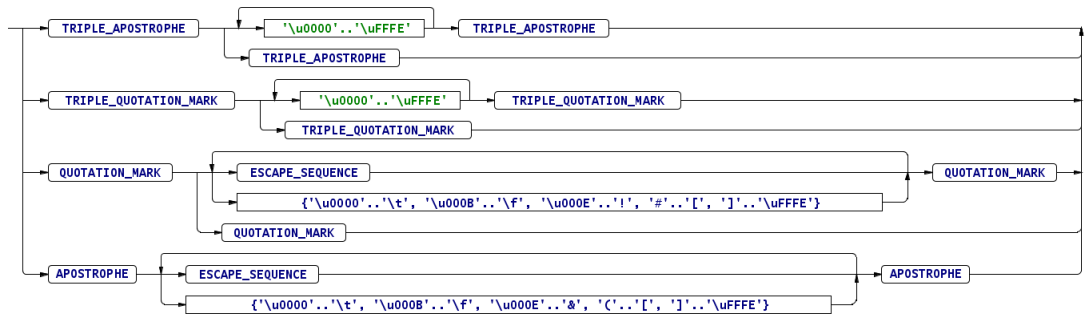 TRIPLE_APOSTROPHE '\u0000'..'\uFFFE' TRIPLE_APOSTROPHE
TRIPLE_APOSTROPHE
TRIPLE_QUOTATION_MARK '\u0000'..'\uFFFE' TRIPLE_QUOTATION_MARK
TRIPLE_QUOTATION_MARK
QUOTATION_MARK ESCAPE_SEQUENCE QUOTATION_MARK
{'\u0000'..'\t', '\u000B'..'\f', '\u000E'..'!', '#'..'[', ']'..'\uFFFE'}
QUOTATION_MARK
APOSTROPHE ESCAPE_SEQUENCE APOSTROPHE
{'\u0000'..'\t', '\u000B'..'\f', '\u000E'..'&', '('..'[', ']'..'\uFFFE'}